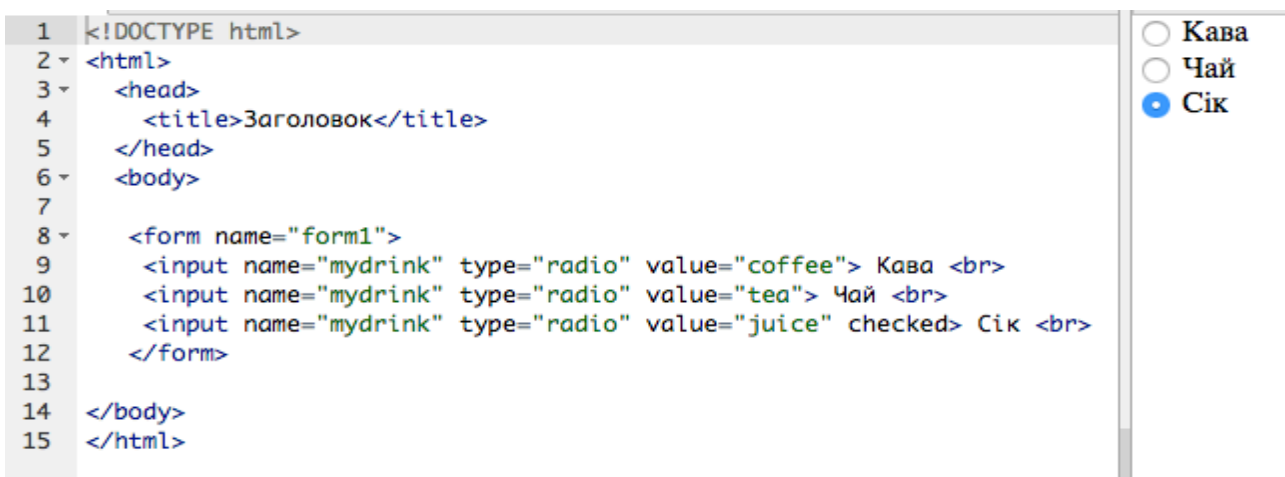 1 <!DOCTYPE html>
2 <html>
3 <head>
4 <title>Заголовок</title>
5 </head>
6 <body>
7
8 <form name="form1">
9 <input name="mydrink" type="radio" value="coffee"> Кава <br>
10 <input name="mydrink" type="radio" value="tea"> Чай <br>
11 <input name="mydrink" type="radio" value="juice" checked> Сік <br>
12 </form>
13
14 </body>
15 </html>
Кава
Чай
Сік